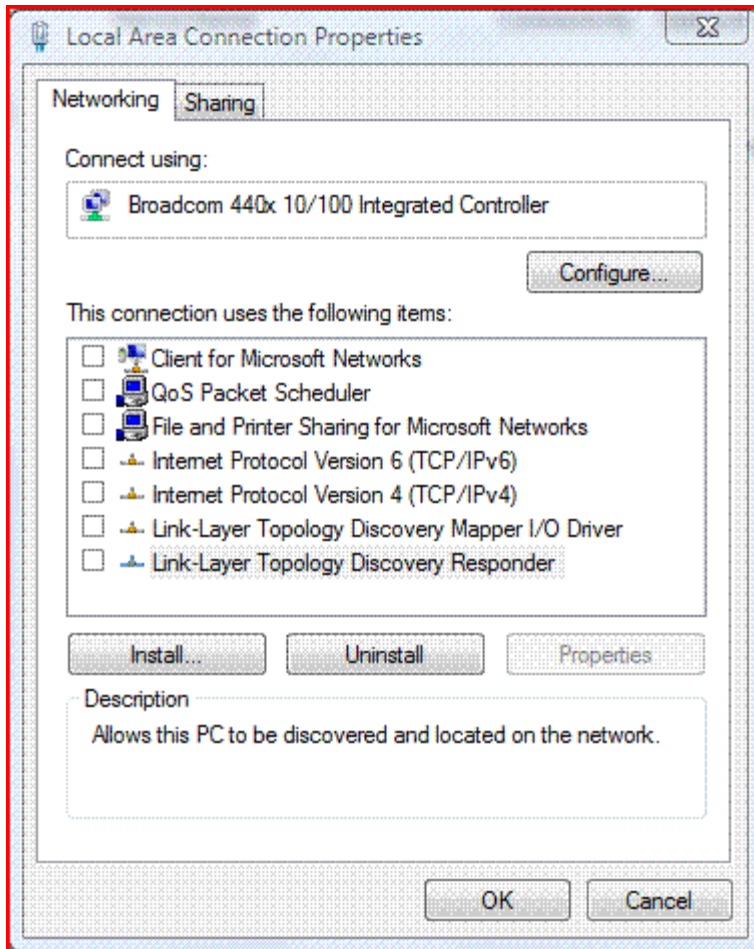 Local Area Connection Properties
Networking
Sharing
Connect using:
Broadcom 440x 10/100 Integrated Controller
Configure...
This connection uses the following items:
Client for Microsoft Networks
QoS Packet Scheduler
File and Printer Sharing for Microsoft Networks
Internet Protocol Version 6 (TCP/IPv6)
Internet Protocol Version 4 (TCP/IPv4)
Link-Layer Topology Discovery Mapper I/O Driver
Link-Layer Topology Discovery Responder
Install...
Uninstall
Properties
Description
Allows this PC to be discovered and located on the network.
OK
Cancel